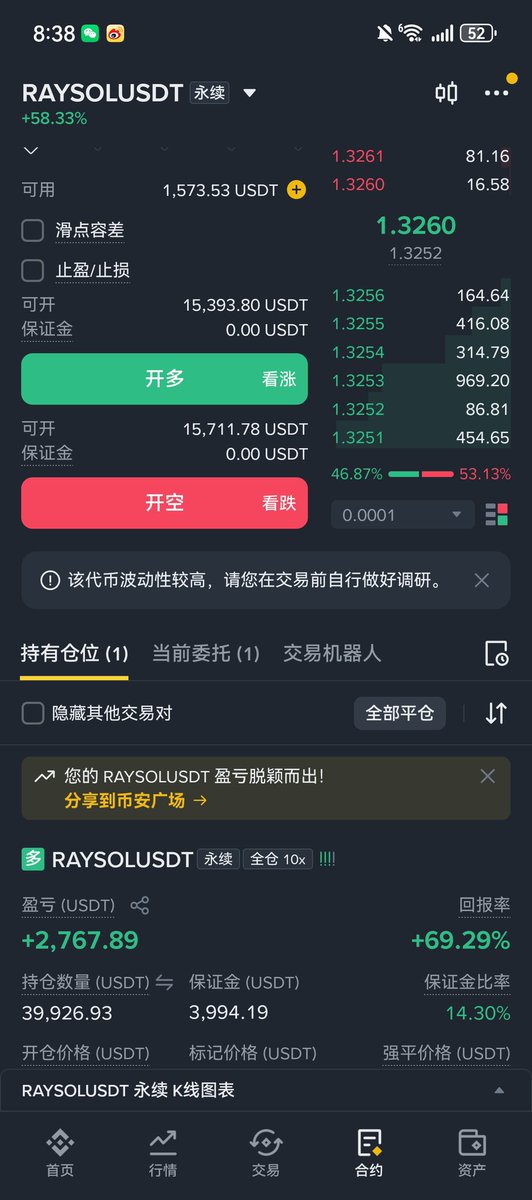 8:38
6
52
RAYSOLUSDT 永续
+58.33%
1.3261 81.16
可用 1,573.53 USDT
1.3260 16.58
1.3260
滑点容差
1.3252
止盈/止损
可开 15,393.80 USDT
保证金 0.00 USDT
开多 看涨
可开 15,711.78 USDT
保证金 0.00 USDT
开空 看跌
1.3256 164.64
1.3255 416.08
1.3254 314.79
1.3253 969.20
1.3252 86.81
1.3251 454.65
46.87% 53.13%
0.0001
该代币波动性较高，请您在交易前自行做好调研。
持有仓位 (1) 当前委托 (1) 交易机器人
隐藏其他交易对 全部平仓
您的 RAYSOLUSDT 盈亏脱颖而出！
分享到币安广场 →
多 RAYSOLUSDT 永续 全仓 10x !!!!
盈亏 (USDT) 回报率
+2,767.89 +69.29%
持仓数量 (USDT) 保证金 (USDT) 保证金比率
39,926.93 3,994.19 14.30%
开仓价格 (USDT) 标记价格 (USDT) 强平价格 (USDT)
RAYSOLUSDT 永续 K线图表
首页 行情 交易 合约 资产